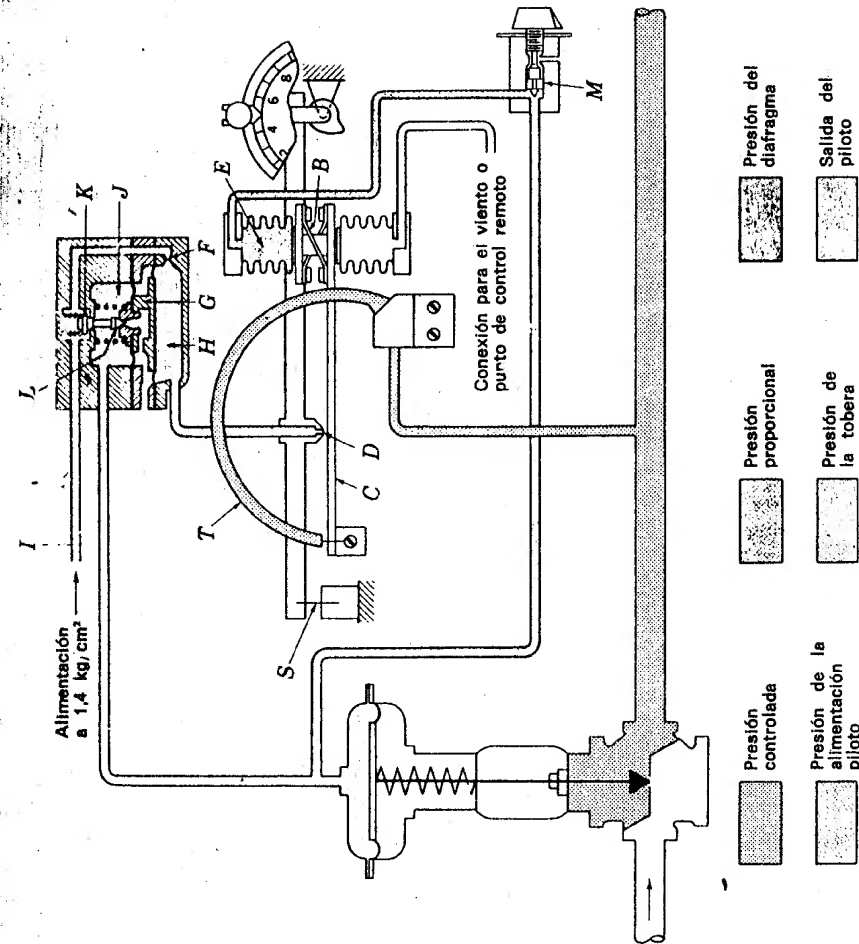 Alimentación
a 1,4 kg/cm²
I
L
K
J
F
G
H
E
B
8
6
4
2
M
T
D
C
S
Conexión para el viento o
punto de control remoto
Presión
controlada
Presión
proporcional
Presión del
diafragma
Presión de la
alimentación
piloto
Presión de
la tobera
Salida del
piloto